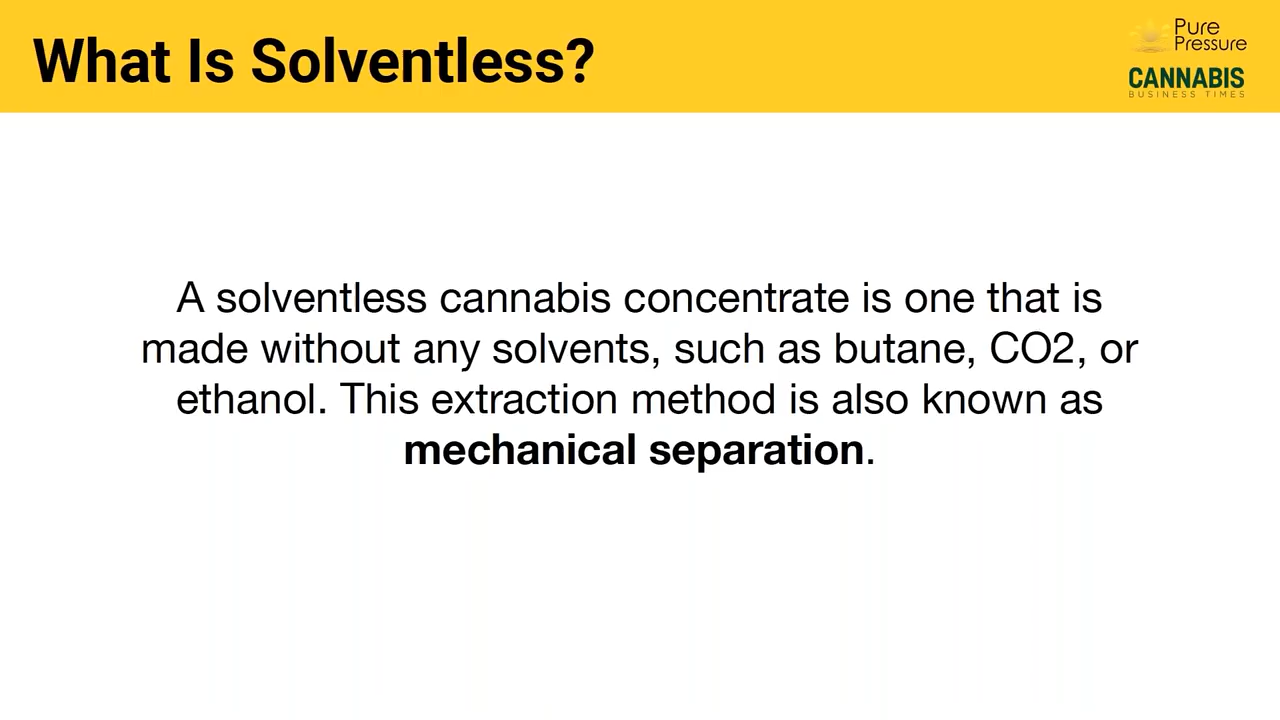 What Is Solventless?
Pure
Pressure
CANNABIS
BUSINESS TIMES
A solventless cannabis concentrate is one that is
made without any solvents, such as butane, CO2, or
ethanol. This extraction method is also known as
mechanical separation.